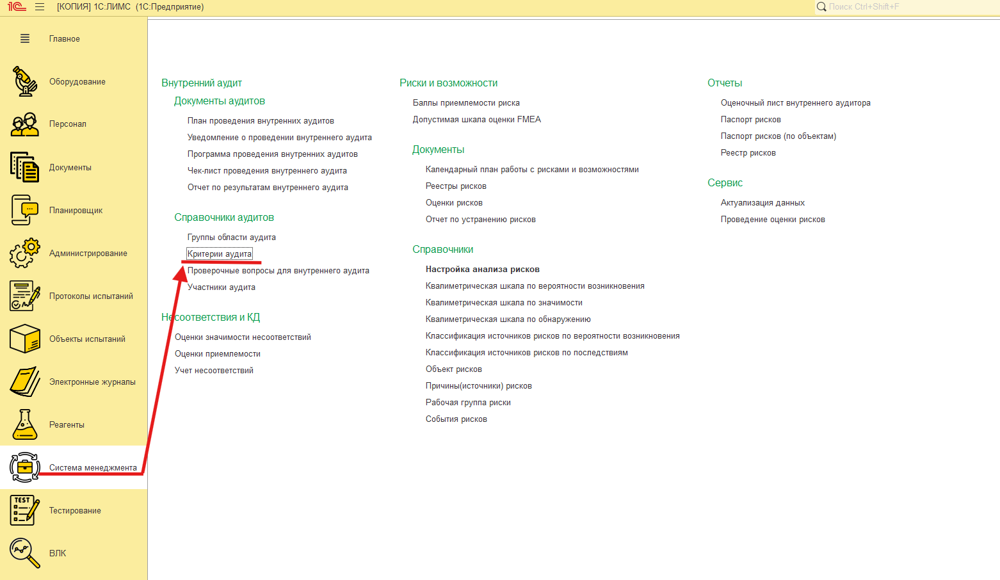 1С [КОПИЯ] 1С:ЛИМС (1С:Предприятие)
Поиск Ctrl+Shift+F
Главное
Оборудование
Персонал
Документы
Планировщик
Администрирование
Протоколы испытаний
Объекты испытаний
Электронные журналы
Реагенты
Система менеджмента
TEST
Тестирование
ВЛК
Внутренний аудит
Документы аудитов
План проведения внутренних аудитов
Уведомление о проведении внутреннего аудита
Программа проведения внутренних аудитов
Чек-лист проведения внутреннего аудита
Отчет по результатам внутреннего аудита
Справочники аудитов
Группы области аудита
Критерии аудита
Проверочные вопросы для внутреннего аудита
Участники аудита
Несоответствия и КД
Оценки значимости несоответствий
Оценки приемлемости
Учет несоответствий
Риски и возможности
Баллы приемлемости риска
Допустимая шкала оценки FMEA
Документы
Календарный план работы с рисками и возможностями
Реестры рисков
Оценки рисков
Отчет по устранению рисков
Справочники
Настройка анализа рисков
Квалиметрическая шкала по вероятности возникновения
Квалиметрическая шкала по значимости
Квалиметрическая шкала по обнаружению
Классификация источников рисков по вероятности возникновения
Классификация источников рисков по последствиям
Объект рисков
Причины(источники) рисков
Рабочая группа риски
События рисков
Отчеты
Оценочный лист внутреннего аудитора
Паспорт рисков
Паспорт рисков (по объектам)
Реестр рисков
Сервис
Актуализация данных
Проведение оценки рисков